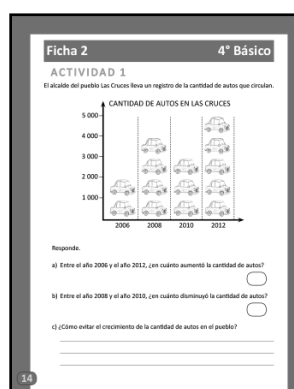 Ficha 2
4° Básico
ACTIVIDAD 1
El alcalde del pueblo Las Cruces lleva un registro de la cantidad de autos que circulan.
CANTIDAD DE AUTOS EN LAS CRUCES
5 000
4 000
3 000
2 000
1 000
2006 2008 2010 2012
Responde.
a) Entre el año 2006 y el año 2012, ¿en cuánto aumentó la cantidad de autos?
b) Entre el año 2008 y el año 2010, ¿en cuánto disminuyó la cantidad de autos?
c) ¿Cómo evitar el crecimiento de la cantidad de autos en el pueblo?
14